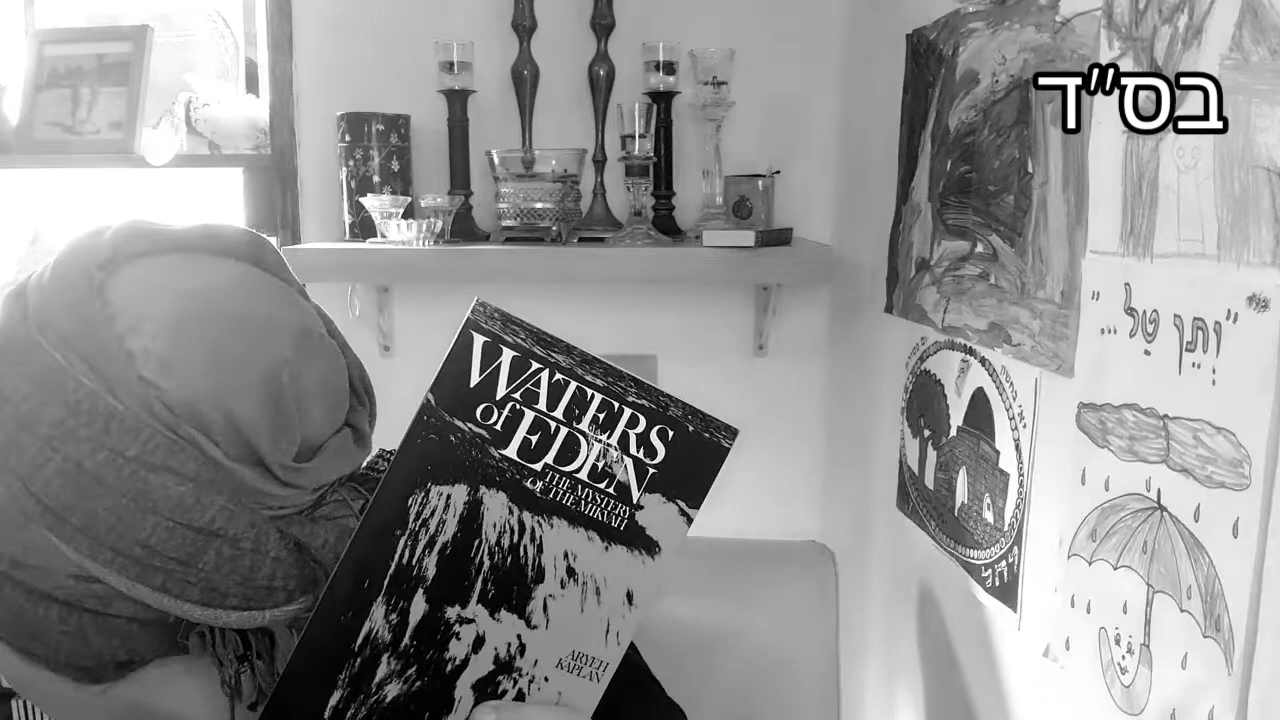 בס"ד
WATERS
of EDEN
THE MYSTERY
OF THE MIKVAH
ARYEH
KAPLAN
"וְתֵן טַל..."